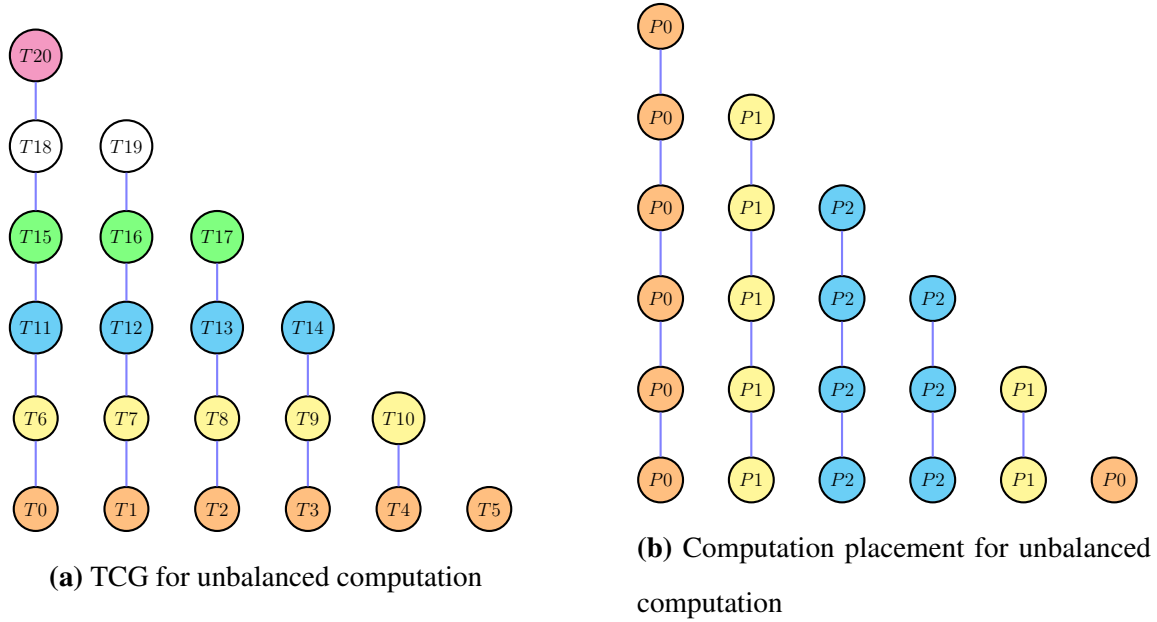 T20
T18 T19
T15 T16 T17
T11 T12 T13 T14
T6 T7 T8 T9 T10
T0 T1 T2 T3 T4 T5
(a) TCG for unbalanced computation
P0
P0 P1
P0 P1 P2
P0 P1 P2 P2
P0 P1 P2 P2 P1
P0 P1 P2 P2 P1 P0
(b) Computation placement for unbalanced
computation